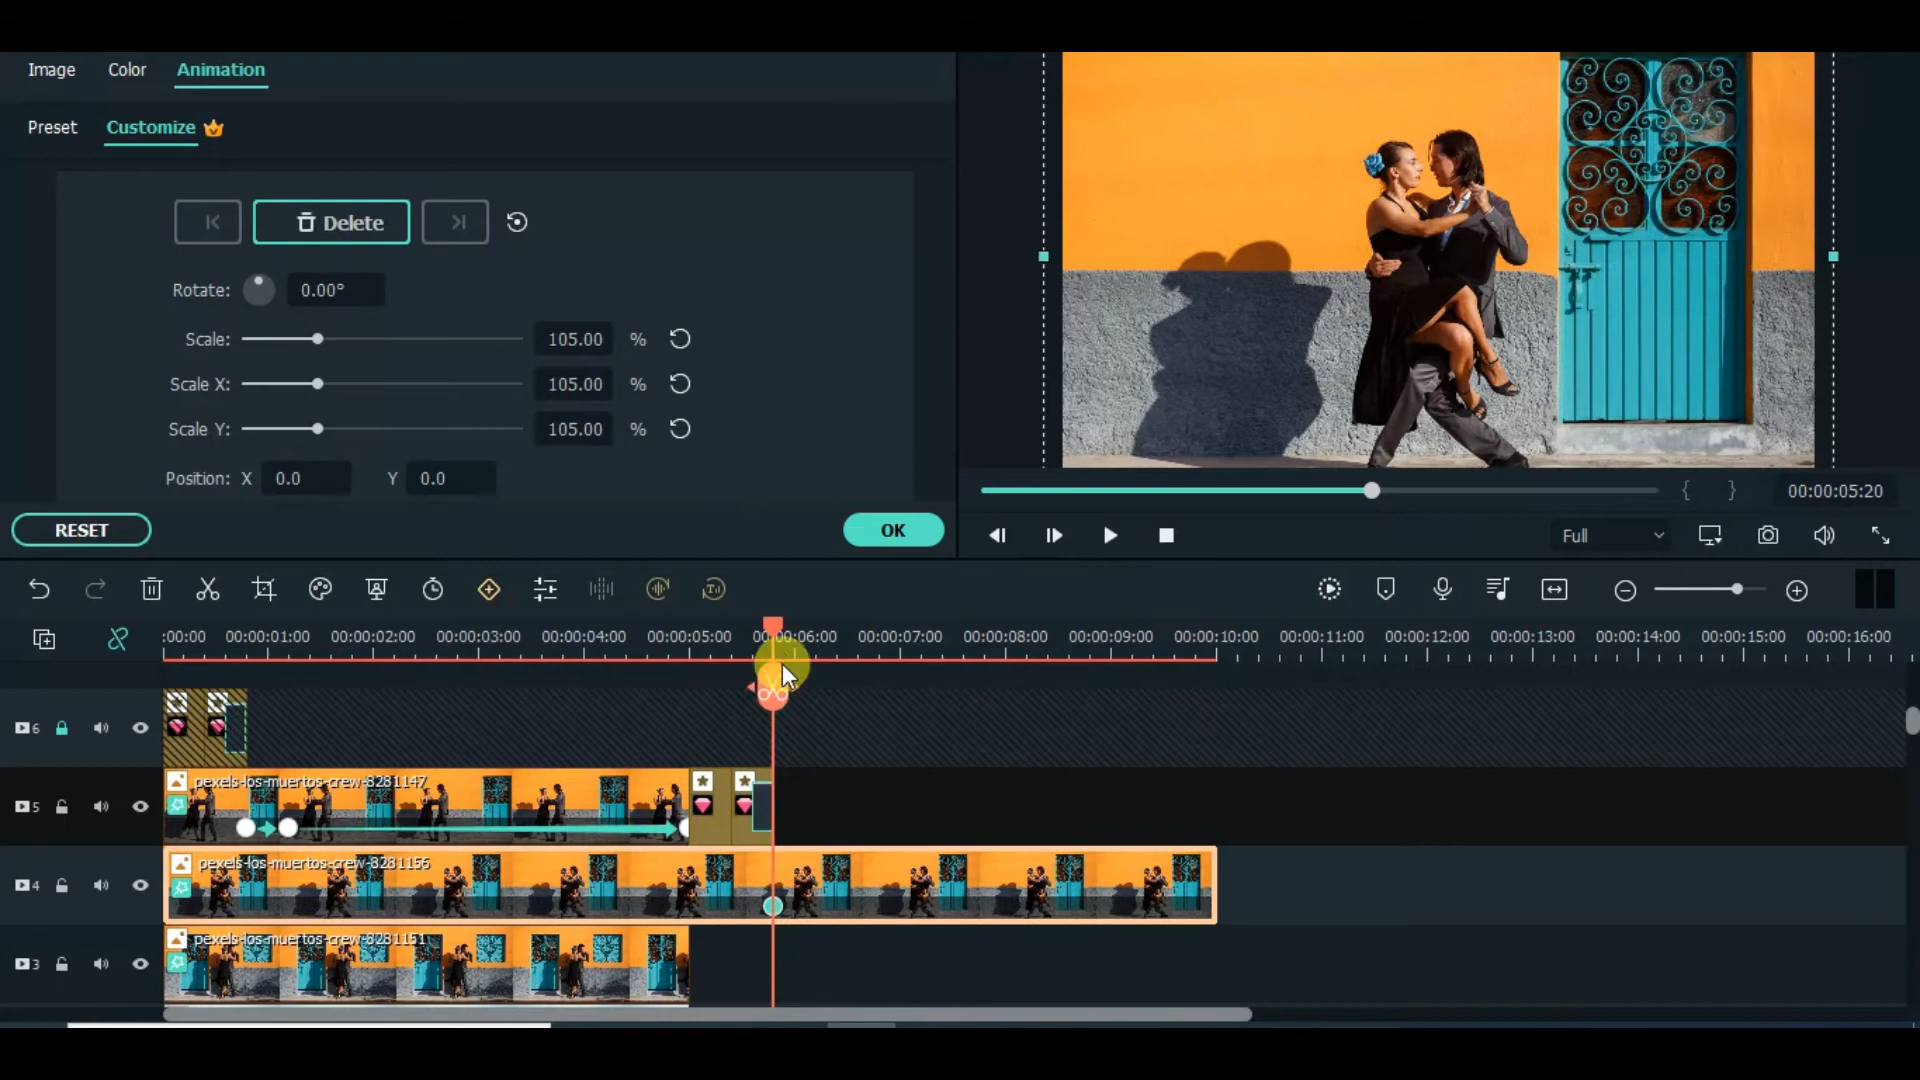 Image Color Animation
Preset Customize
Delete
Rotate: 0.00°
Scale: 105.00 %
Scale X: 105.00 %
Scale Y: 105.00 %
Position: X 0.0 Y 0.0
RESET OK
{ } 00:00:05:20
Full
:00:00 00:00:01:00 00:00:02:00 00:00:03:00 00:00:04:00 00:00:05:00 00:00:06:00 00:00:07:00 00:00:08:00 00:00:09:00 00:00:10:00 00:00:11:00 00:00:12:00 00:00:13:00 00:00:14:00 00:00:15:00 00:00:16:00
6
5 pexels-los-muertos-crew-8281147
4 pexels-los-muertos-crew-8281156
3 pexels-los-muertos-crew-8281151